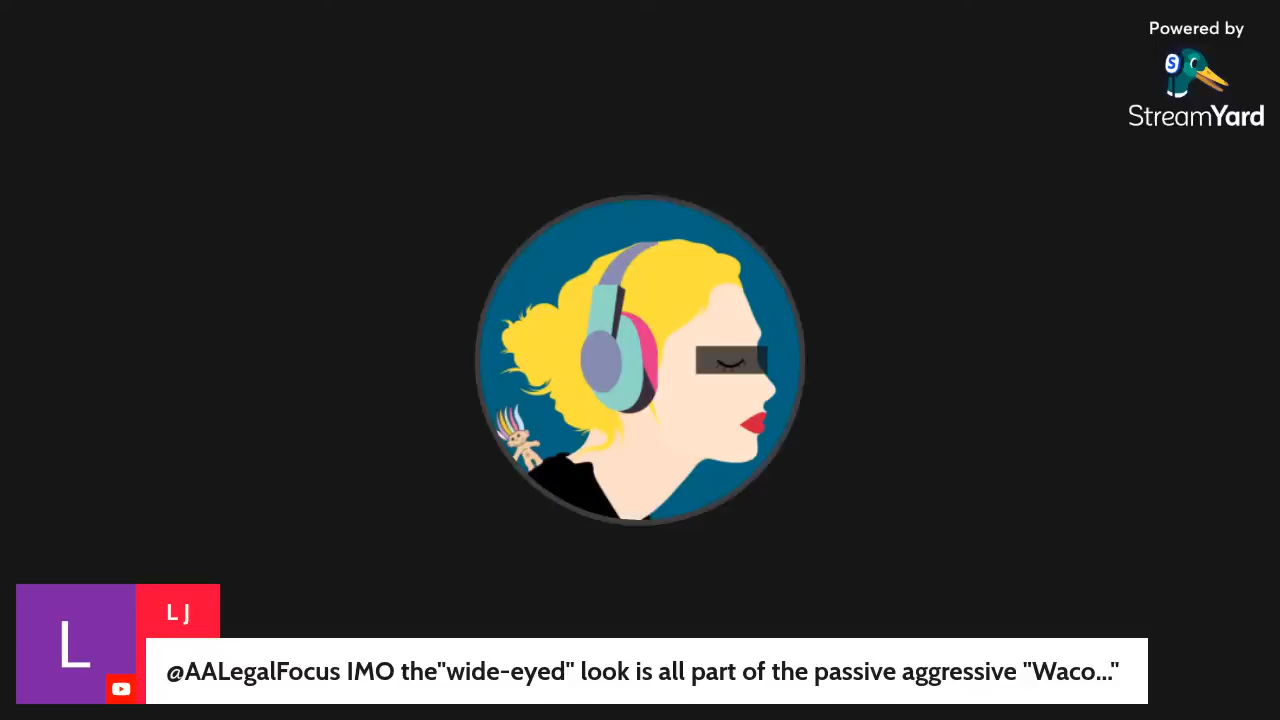 Powered by
S
StreamYard
L
L J
@AALegalFocus IMO the"wide-eyed" look is all part of the passive aggressive "Waco..."